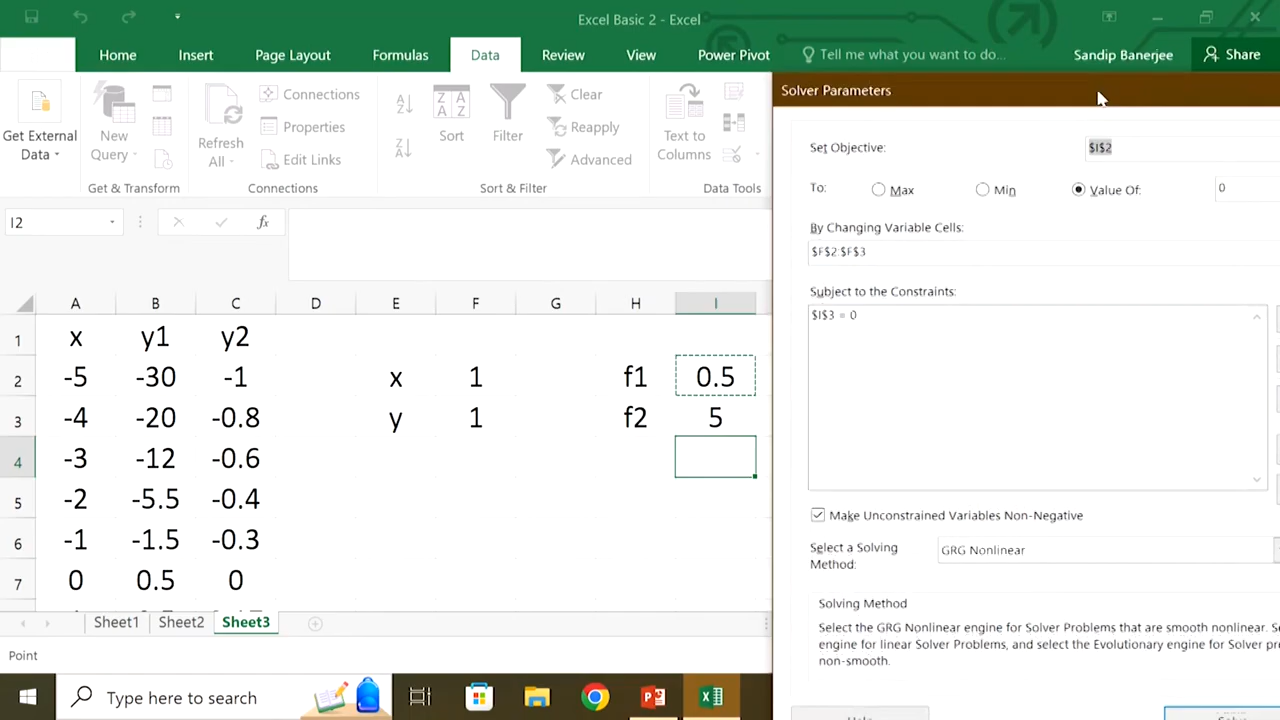 Excel Basic 2 - Excel
Home Insert Page Layout Formulas Data Review View Power Pivot Tell me what you want to do... Sandip Banerjee Share
Get External Data
New Query
Refresh All
Connections
Properties
Edit Links
Sort
Filter
Clear
Reapply
Advanced
Text to Columns
Get & Transform Connections Sort & Filter Data Tools
I2 fx
A B C D E F G H I
1 x y1 y2
2 -5 -30 -1 x 1 f1 0.5
3 -4 -20 -0.8 y 1 f2 5
4 -3 -12 -0.6
5 -2 -5.5 -0.4
6 -1 -1.5 -0.3
7 0 0.5 0
Sheet1 Sheet2 Sheet3
Point
Type here to search
Solver Parameters
Set Objective: $I$2
To: Max Min Value Of: 0
By Changing Variable Cells:
$F$2:$F$3
Subject to the Constraints:
$I$3 = 0
Make Unconstrained Variables Non-Negative
Select a Solving Method: GRG Nonlinear
Solving Method
Select the GRG Nonlinear engine for Solver Problems that are smooth nonlinear.
engine for linear Solver Problems, and select the Evolutionary engine for Solver
non-smooth.